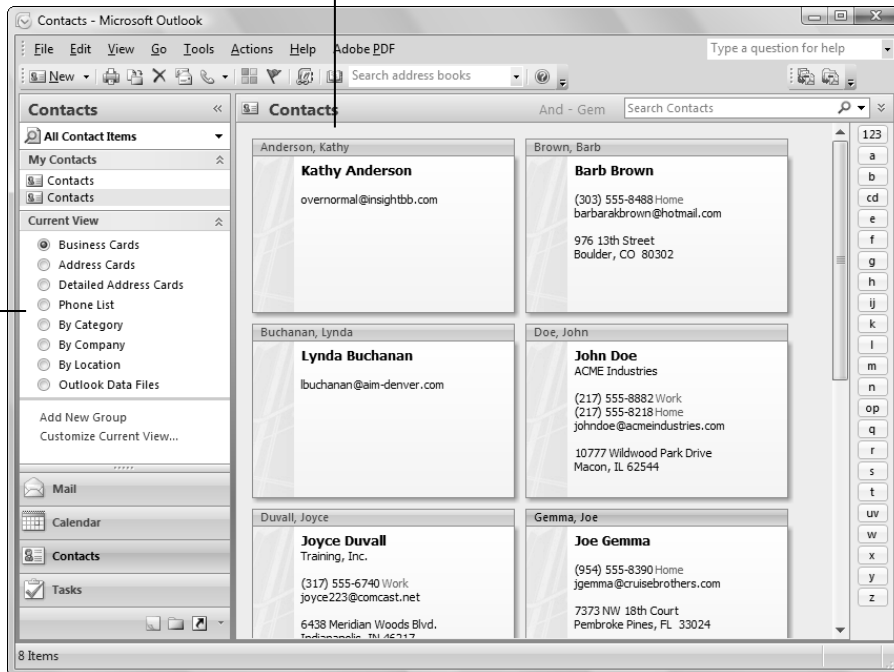 Contacts - Microsoft Outlook
File Edit View Go Tools Actions Help Adobe PDF
Type a question for help
New
Search address books
Contacts
All Contact Items
My Contacts
Contacts
Contacts
Current View
Business Cards
Address Cards
Detailed Address Cards
Phone List
By Category
By Company
By Location
Outlook Data Files
Add New Group
Customize Current View...
Mail
Calendar
Contacts
Tasks
Contacts
And - Gem
Search Contacts
Anderson, Kathy
Kathy Anderson
overnormal@insightbb.com
Brown, Barb
Barb Brown
(303) 555-8488 Home
barbarakbrown@hotmail.com
976 13th Street
Boulder, CO 80302
Buchanan, Lynda
Lynda Buchanan
lbuchanan@aim-denver.com
Doe, John
John Doe
ACME Industries
(217) 555-8882 Work
(217) 555-8218 Home
johndoe@acmeindustries.com
10777 Wildwood Park Drive
Macon, IL 62544
Duvall, Joyce
Joyce Duvall
Training, Inc.
(317) 555-6740 Work
joyce223@comcast.net
6438 Meridian Woods Blvd.
Indianapolis, IN 46217
Gemma, Joe
Joe Gemma
(954) 555-8390 Home
jgemma@cruisebrothers.com
7373 NW 18th Court
Pembroke Pines, FL 33024
123
a
b
cd
e
f
g
h
ij
k
l
m
n
op
q
r
s
t
uv
w
x
y
z
8 Items